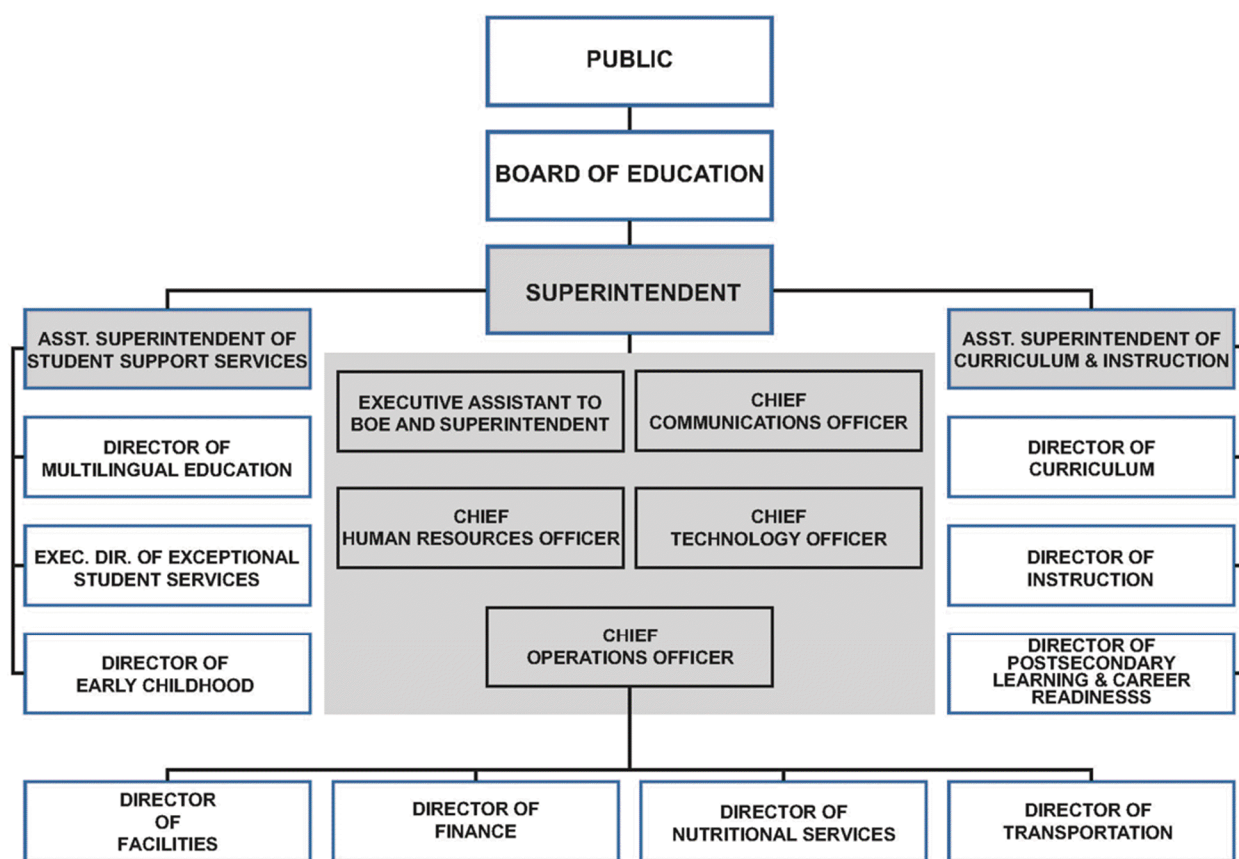 PUBLIC
BOARD OF EDUCATION
SUPERINTENDENT
ASST. SUPERINTENDENT OF
STUDENT SUPPORT SERVICES
DIRECTOR OF
MULTILINGUAL EDUCATION
EXEC. DIR. OF EXCEPTIONAL
STUDENT SERVICES
DIRECTOR OF
EARLY CHILDHOOD
EXECUTIVE ASSISTANT TO
BOE AND SUPERINTENDENT
CHIEF
COMMUNICATIONS OFFICER
CHIEF
HUMAN RESOURCES OFFICER
CHIEF
TECHNOLOGY OFFICER
CHIEF
OPERATIONS OFFICER
ASST. SUPERINTENDENT OF
CURRICULUM & INSTRUCTION
DIRECTOR OF
CURRICULUM
DIRECTOR OF
INSTRUCTION
DIRECTOR OF
POSTSECONDARY
LEARNING & CAREER
READINESSS
DIRECTOR
OF
FACILITIES
DIRECTOR OF
FINANCE
DIRECTOR OF
NUTRITIONAL SERVICES
DIRECTOR OF
TRANSPORTATION